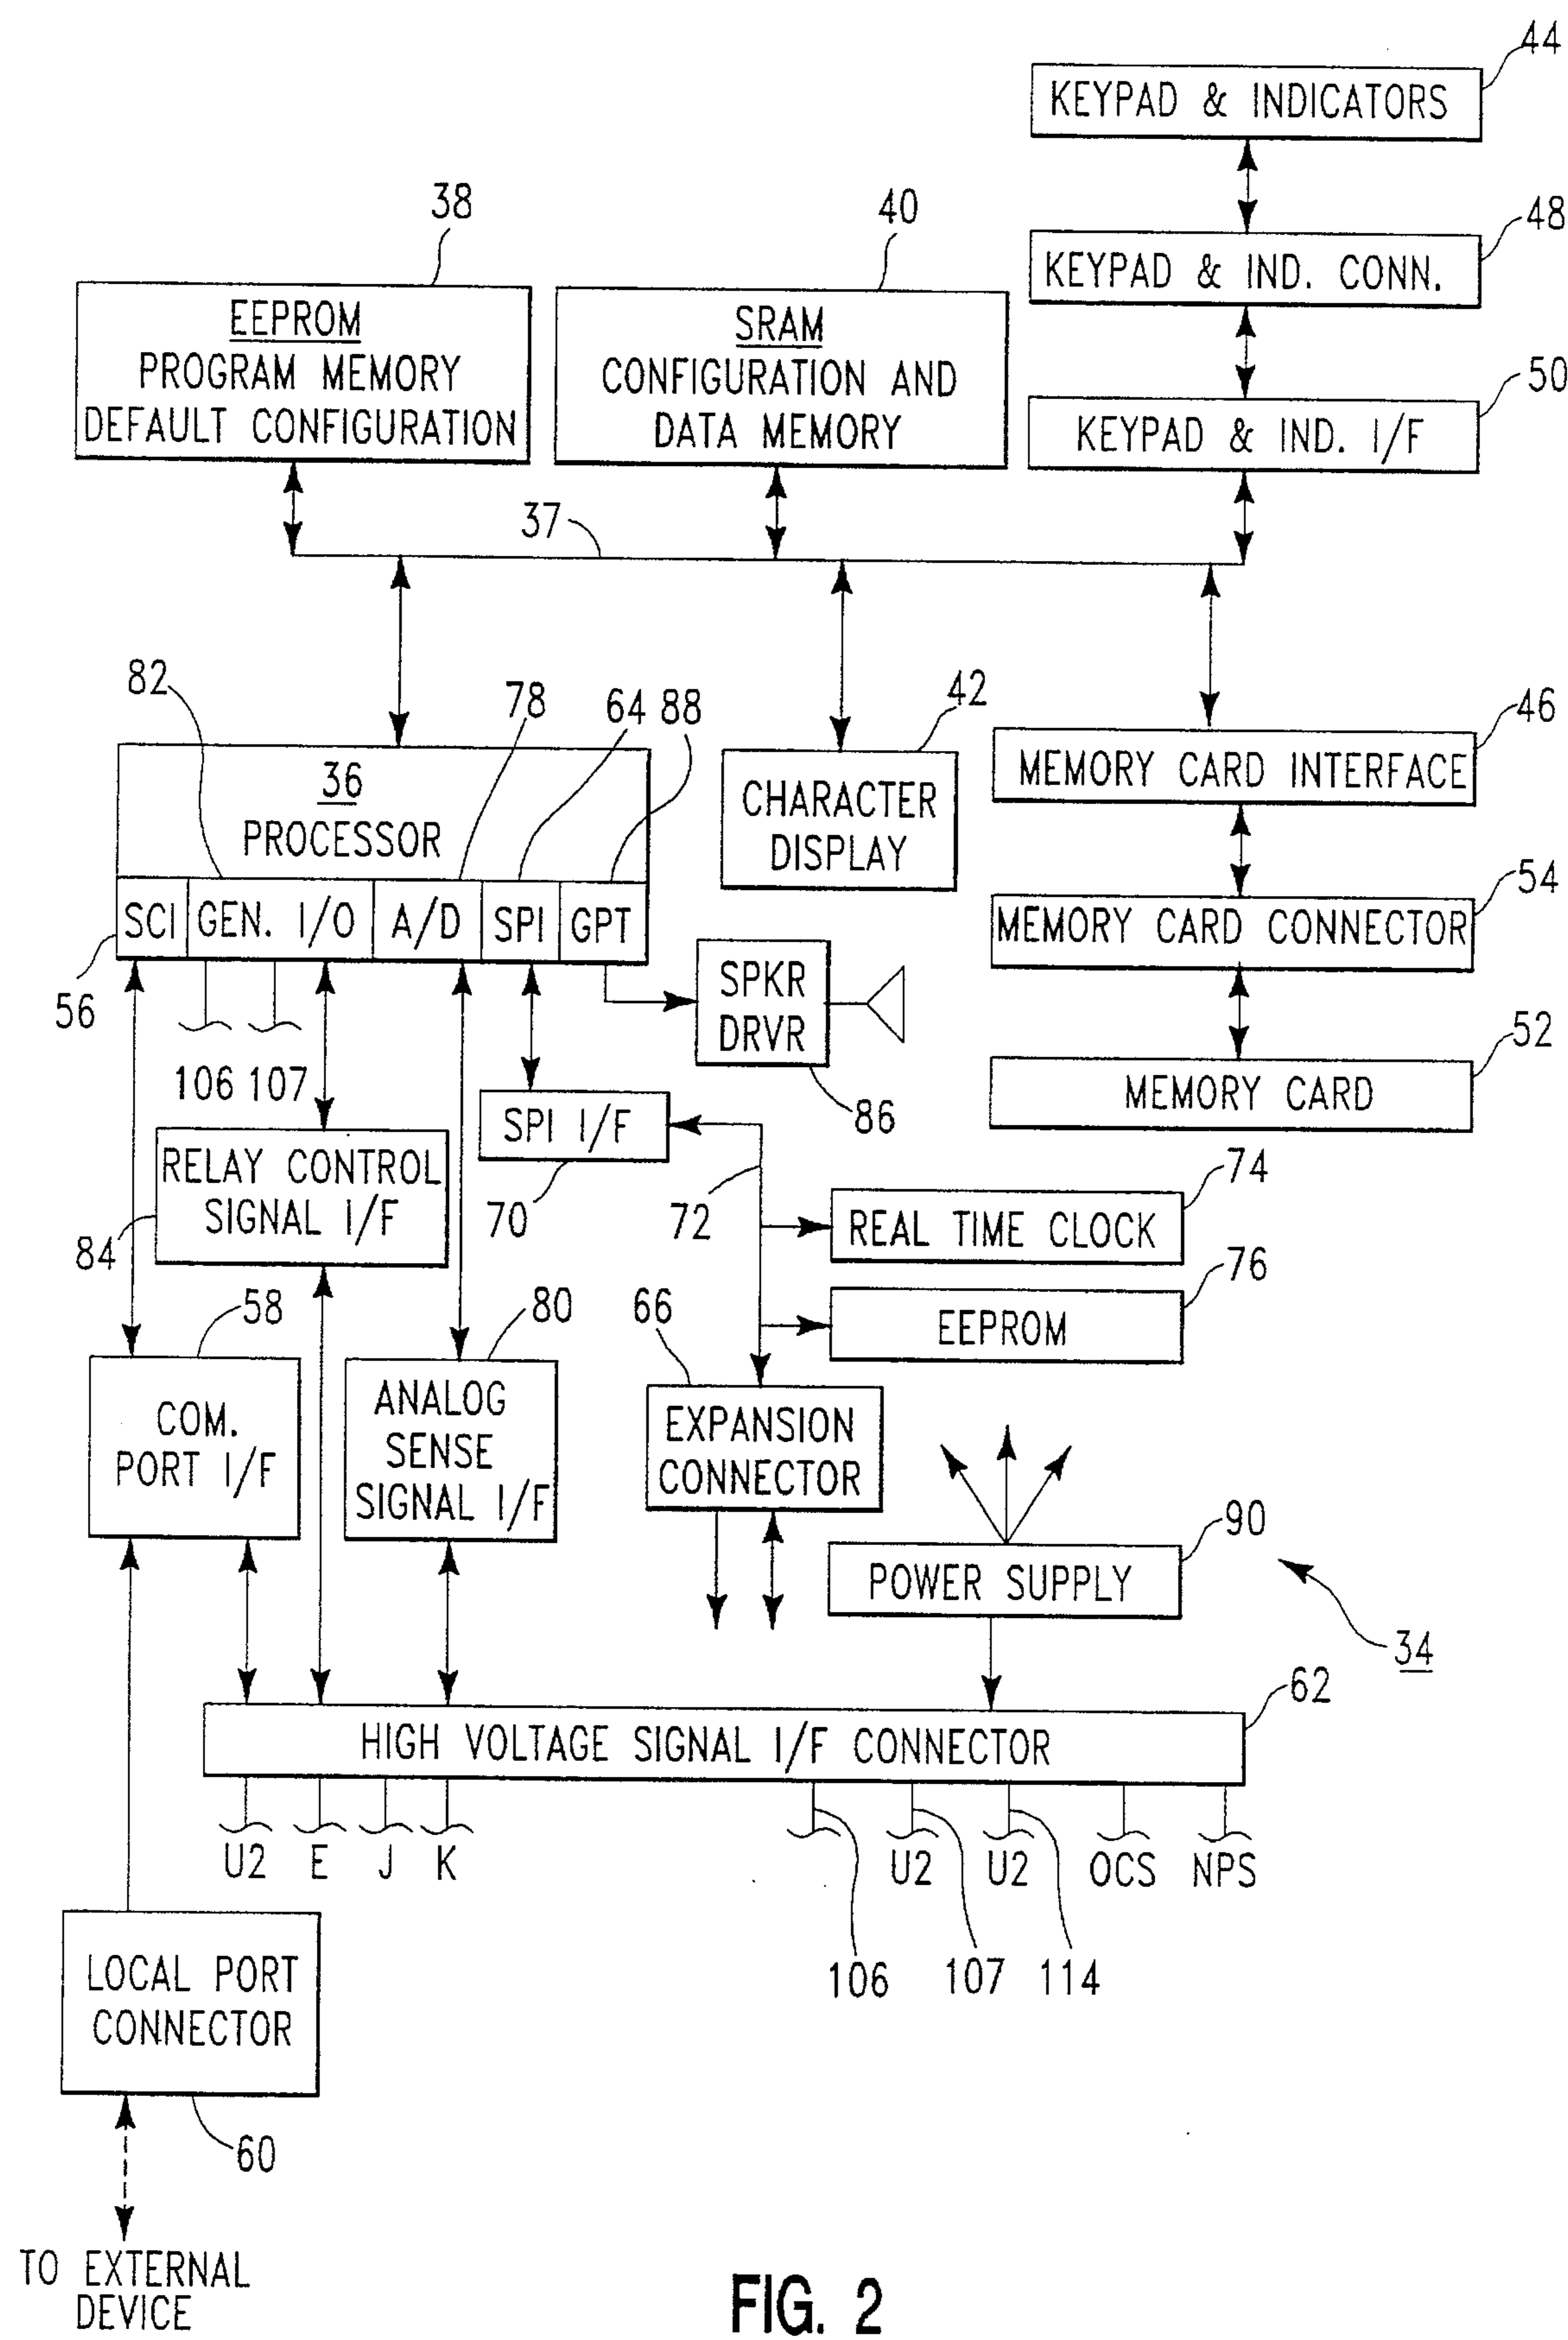 44
KEYPAD & INDICATORS
38
40
48
KEYPAD & IND. CONN.
EEPROM
PROGRAM MEMORY
DEFAULT CONFIGURATION
SRAM
CONFIGURATION AND
DATA MEMORY
50
KEYPAD & IND. I/F
37
82
78
64
88
42
46
36
PROCESSOR
CHARACTER
DISPLAY
MEMORY CARD INTERFACE
SCI
GEN. I/O
A/D
SPI
GPT
54
MEMORY CARD CONNECTOR
56
SPKR
DRVR
52
MEMORY CARD
106
107
86
SPI I/F
RELAY CONTROL
SIGNAL I/F
84
70
72
74
REAL TIME CLOCK
76
EEPROM
58
80
66
COM.
PORT I/F
ANALOG
SENSE
SIGNAL I/F
EXPANSION
CONNECTOR
90
POWER SUPPLY
34
62
HIGH VOLTAGE SIGNAL I/F CONNECTOR
U2
E
J
K
U2
U2
OCS
NPS
106
107
114
LOCAL PORT
CONNECTOR
60
TO EXTERNAL
DEVICE
FIG. 2